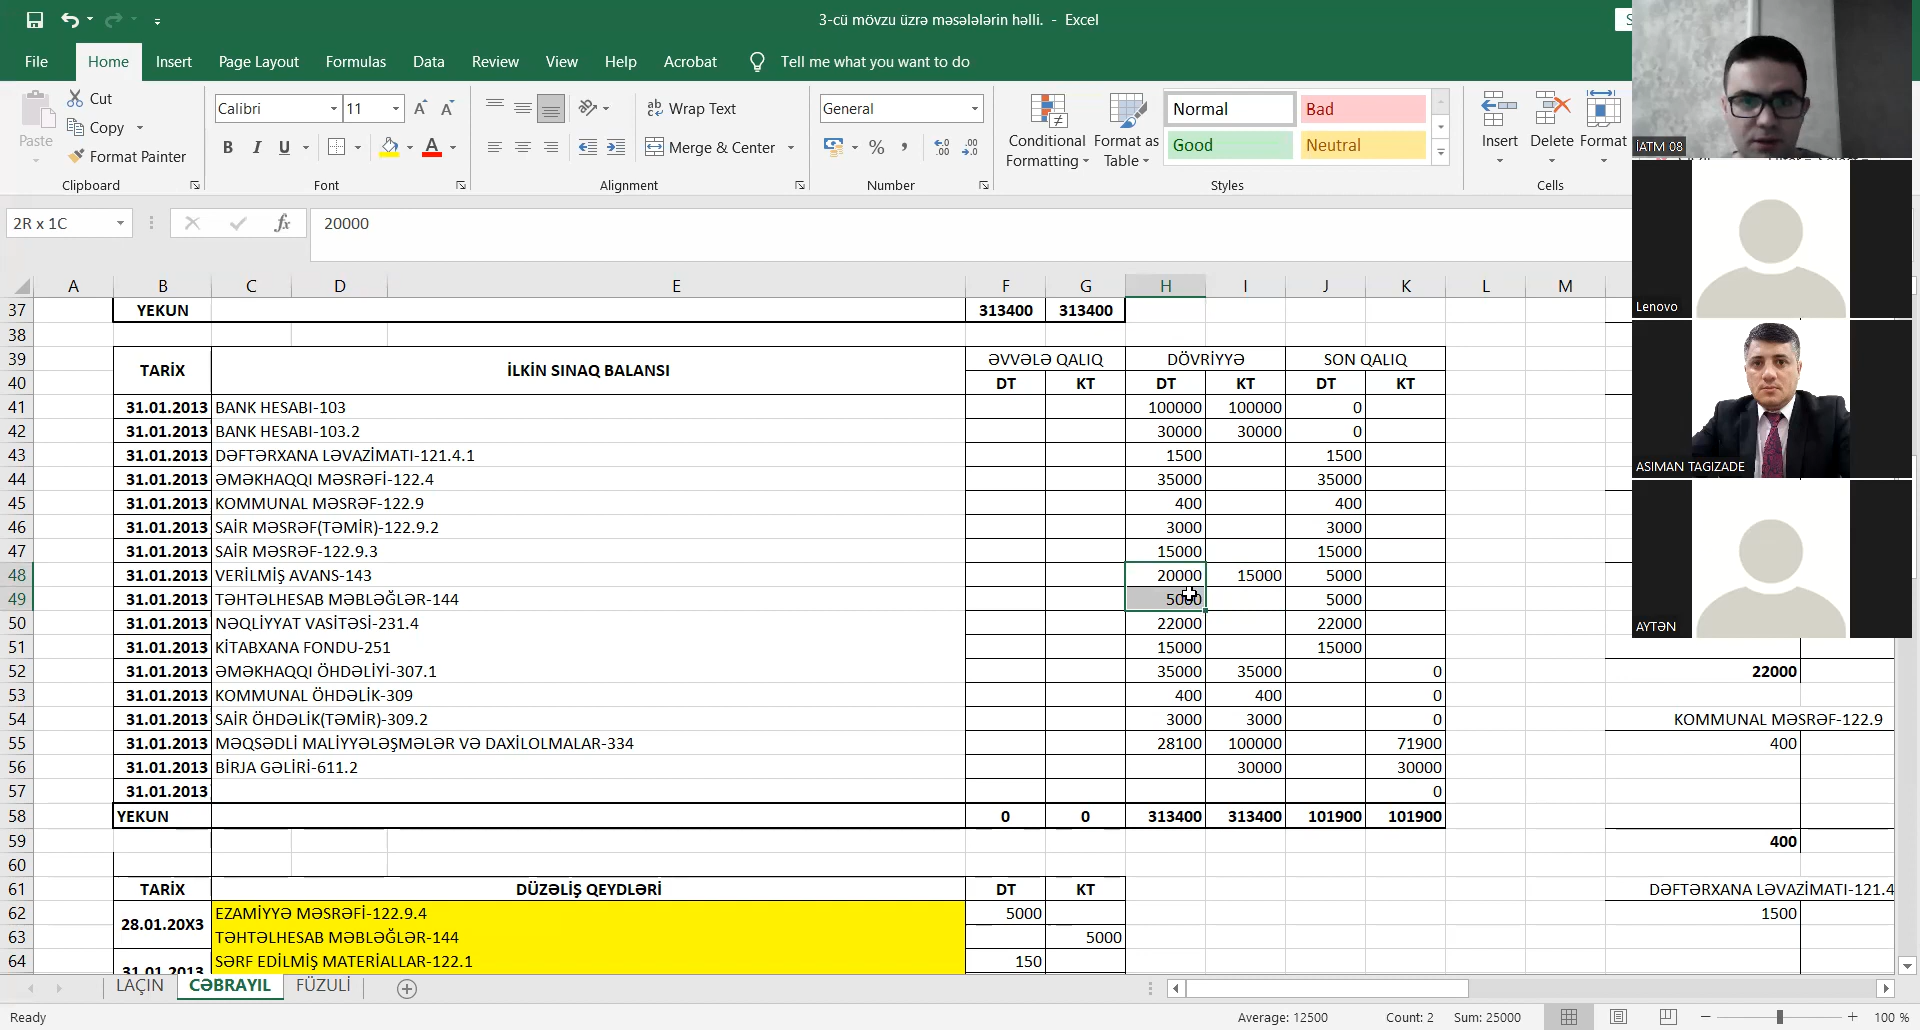 3-cü mövzu üzrə məsələlərin həlli. - Excel
File Home Insert Page Layout Formulas Data Review View Help Acrobat Tell me what you want to do
Paste Cut Copy Format Painter Clipboard
Calibri 11 B I U A Font
ab Wrap Text Merge & Center Alignment
General % , Number
Conditional Formatting Format as Table Normal Bad Good Neutral Styles
Insert Delete Format Cells
İATM 08
Lenovo
ASIMAN TAGIZADE
AYTƏN
2R x 1C fx 20000
A B C D E F G H I J K L M
37 YEKUN 313400 313400
38
39 TARİX İLKİN SINAQ BALANSI ƏVVƏLƏ QALIQ DÖVRİYYƏ SON QALIQ
40 DT KT DT KT DT KT
41 31.01.2013 BANK HESABI-103 100000 100000 0
42 31.01.2013 BANK HESABI-103.2 30000 30000 0
43 31.01.2013 DƏFTƏRXANA LƏVAZİMATI-121.4.1 1500 1500
44 31.01.2013 ƏMƏKHAQQI MƏSRƏFİ-122.4 35000 35000
45 31.01.2013 KOMMUNAL MƏSRƏF-122.9 400 400
46 31.01.2013 SAİR MƏSRƏF(TƏMİR)-122.9.2 3000 3000
47 31.01.2013 SAİR MƏSRƏF-122.9.3 15000 15000
48 31.01.2013 VERİLMİŞ AVANS-143 20000 15000 5000
49 31.01.2013 TƏHTƏLHESAB MƏBLƏĞLƏR-144 5000 5000
50 31.01.2013 NƏQLİYYAT VASİTƏSİ-231.4 22000 22000
51 31.01.2013 KİTABXANA FONDU-251 15000 15000
52 31.01.2013 ƏMƏKHAQQI ÖHDƏLİYİ-307.1 35000 35000 0 22000
53 31.01.2013 KOMMUNAL ÖHDƏLİK-309 400 400 0
54 31.01.2013 SAİR ÖHDƏLİK(TƏMİR)-309.2 3000 3000 0 KOMMUNAL MƏSRƏF-122.9
55 31.01.2013 MƏQSƏDLİ MALİYYƏLƏŞMƏLƏR VƏ DAXİLOLMALAR-334 28100 100000 71900 400
56 31.01.2013 BİRJA GƏLİRİ-611.2 30000 30000
57 31.01.2013 0
58 YEKUN 0 0 313400 313400 101900 101900
59 400
60
61 TARİX DÜZƏLİŞ QEYDLƏRİ DT KT DƏFTƏRXANA LƏVAZİMATI-121.4
62 28.01.20X3 EZAMİYYƏ MƏSRƏFİ-122.9.4 5000 1500
63 TƏHTƏLHESAB MƏBLƏĞLƏR-144 5000
64 31.01.2013 SƏRF EDİLMİŞ MATERİALLAR-122.1 150
LAÇIN CƏBRAYIL FÜZULİ
Ready Average: 12500 Count: 2 Sum: 25000 100 %